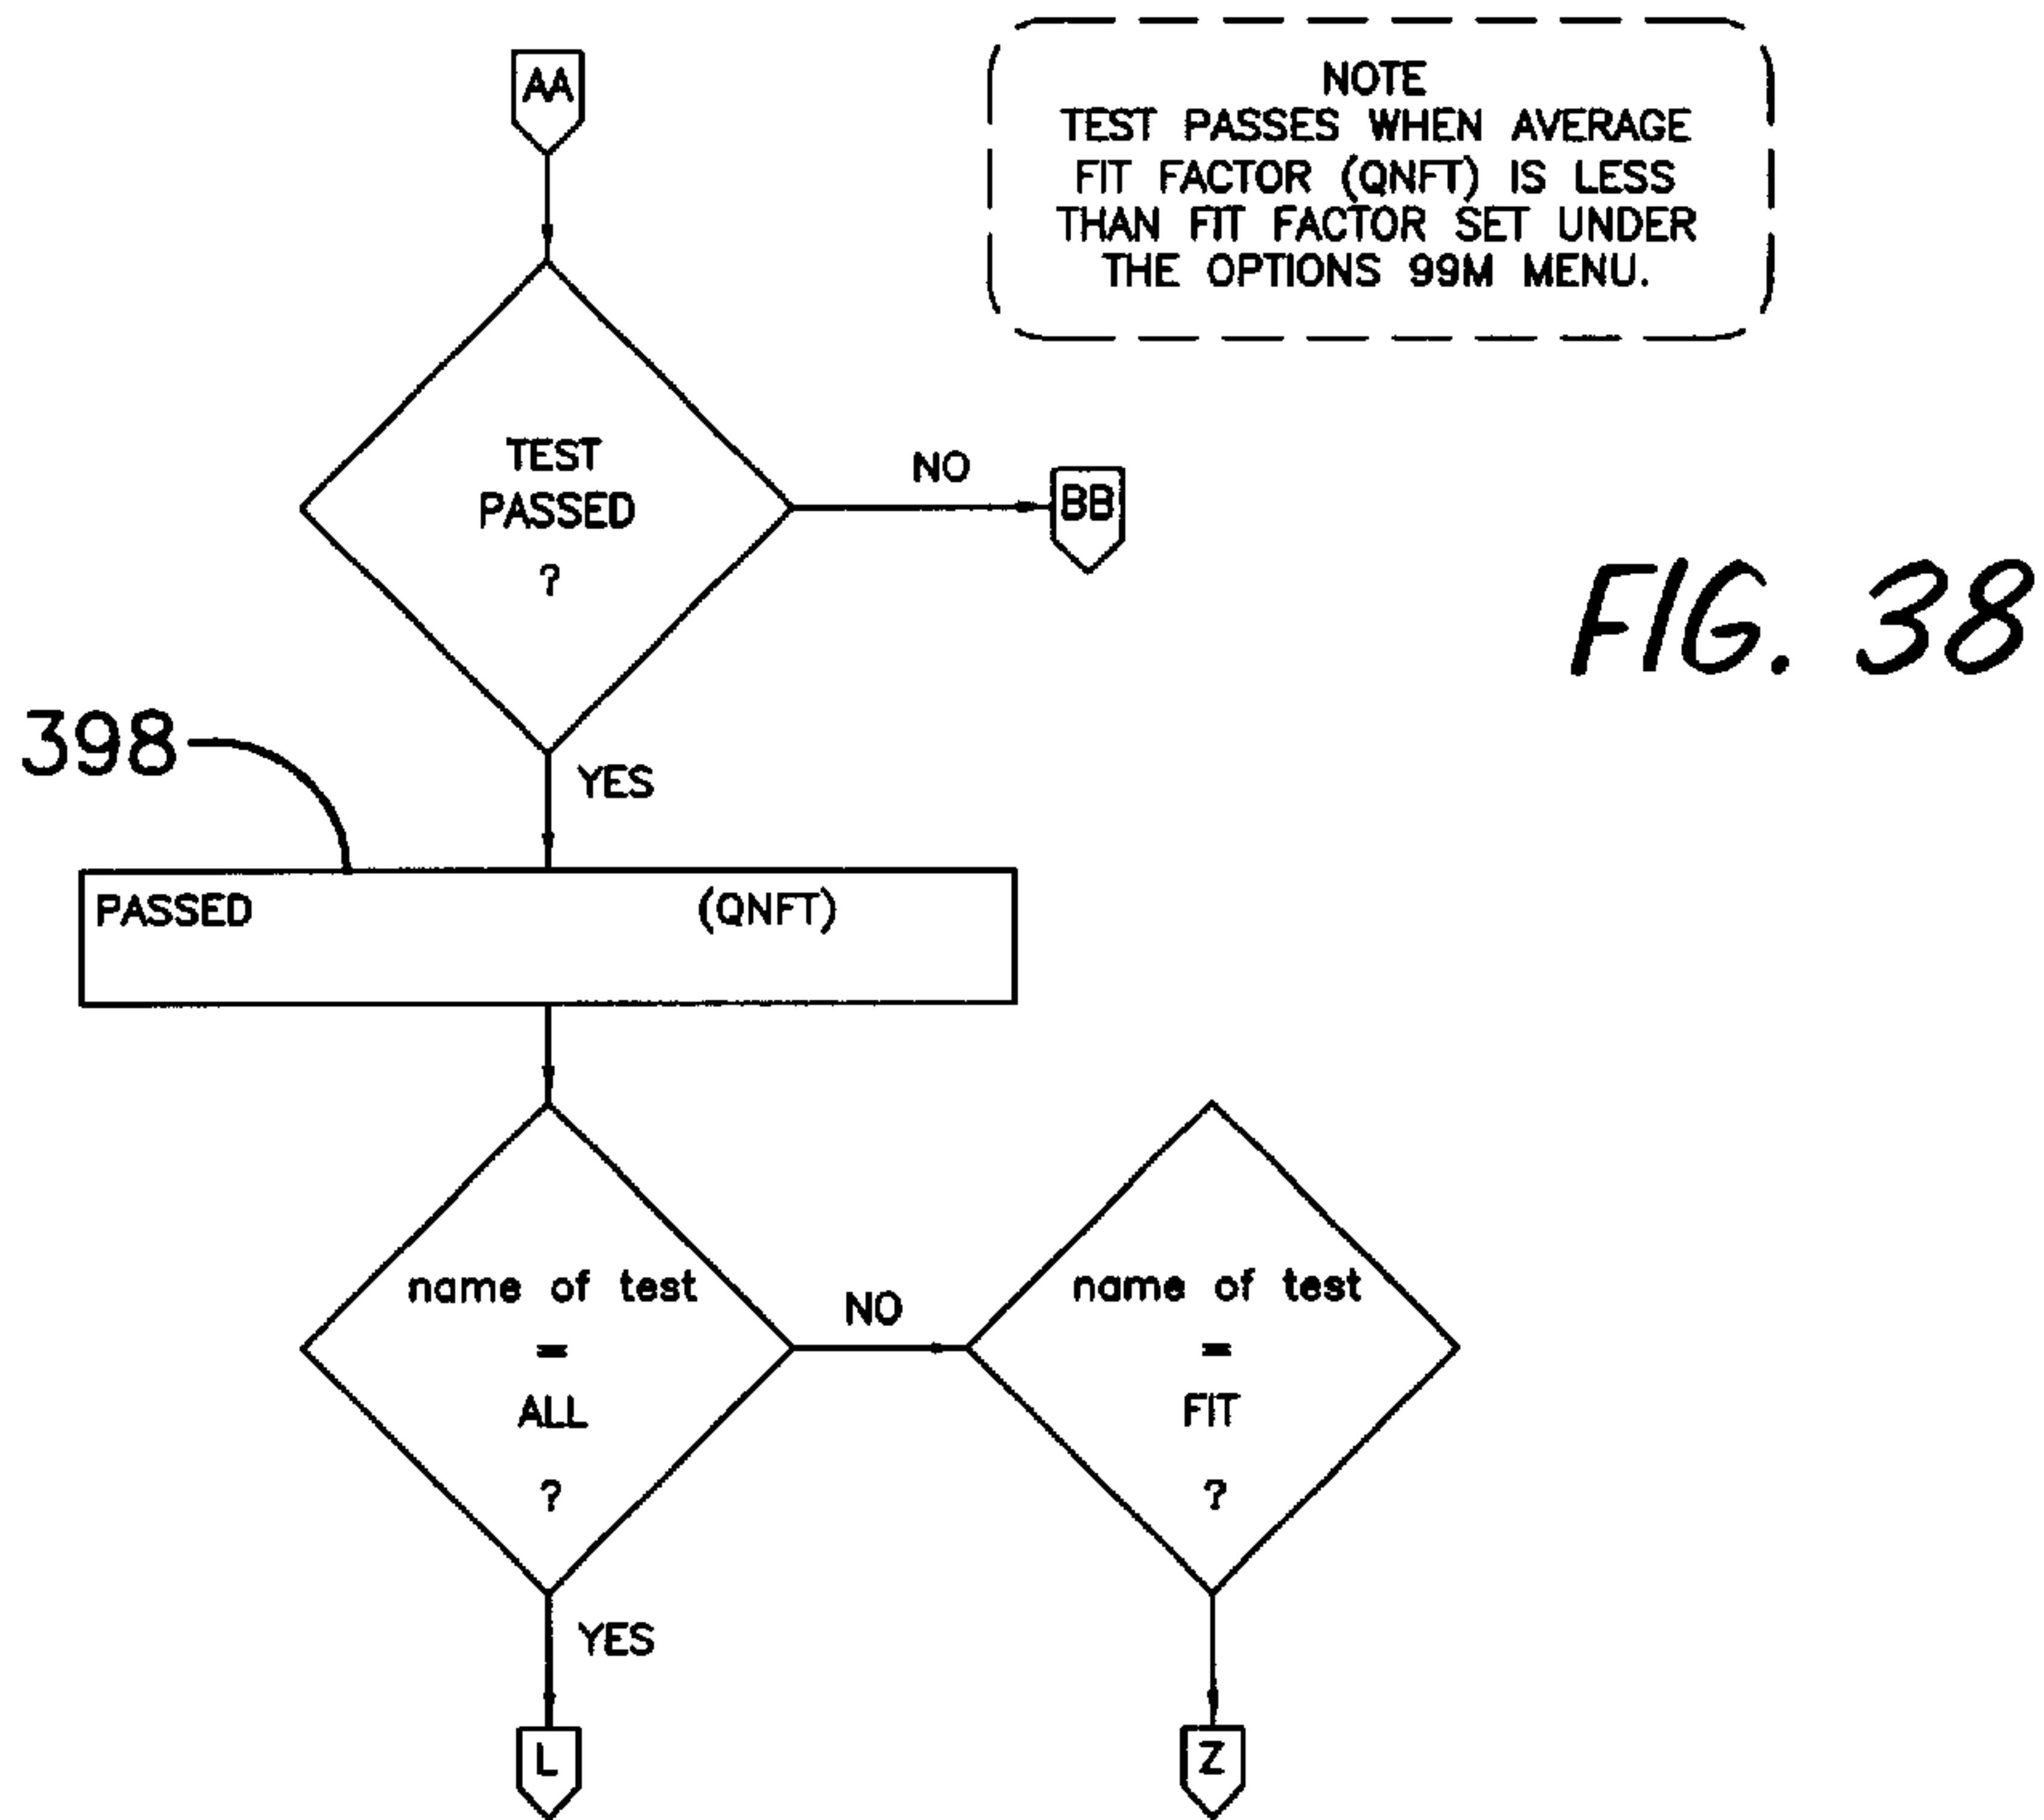 AA
NOTE
TEST PASSES WHEN AVERAGE
FIT FACTOR (QNFT) IS LESS
THAN FIT FACTOR SET UNDER
THE OPTIONS 99M MENU.
TEST
PASSED
?
NO
BB
FIG. 38
398
YES
PASSED (QNFT)
name of test
=
ALL
?
NO
name of test
=
FIT
?
YES
L
Z